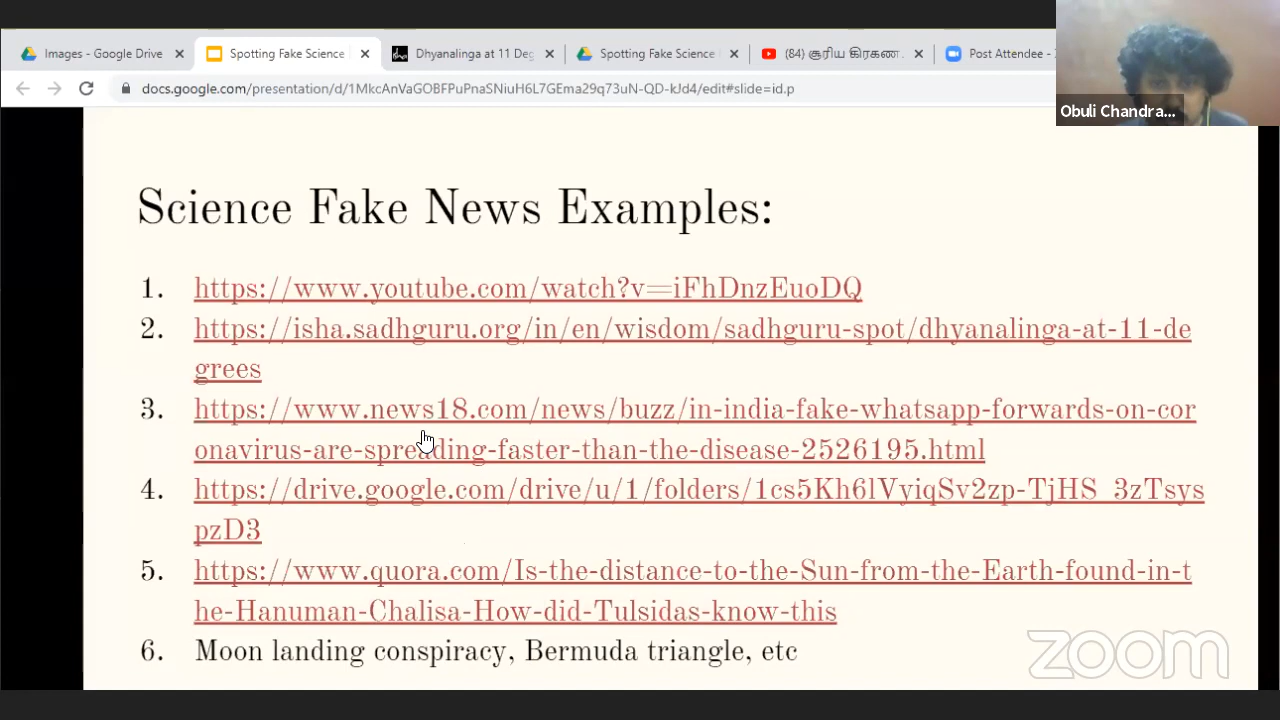 Images - Google Drive
Spotting Fake Science
Dhyanalinga at 11 Deg
Spotting Fake Science
(84) சூரிய கிரகண
Post Attendee -
docs.google.com/presentation/d/1MkcAnVaGOBFPuPnaSNiuH6L7GEma29q73uN-QD-kJd4/edit#slide=id.p
Obuli Chandra...
Science Fake News Examples:
1. https://www.youtube.com/watch?v=iFhDnzEuoDQ
2. https://isha.sadhguru.org/in/en/wisdom/sadhguru-spot/dhyanalinga-at-11-de
grees
3. https://www.news18.com/news/buzz/in-india-fake-whatsapp-forwards-on-cor
onavirus-are-spreading-faster-than-the-disease-2526195.html
4. https://drive.google.com/drive/u/1/folders/1cs5Kh6lVyiqSv2zp-TjHS_3zTsys
pzD3
5. https://www.quora.com/Is-the-distance-to-the-Sun-from-the-Earth-found-in-t
he-Hanuman-Chalisa-How-did-Tulsidas-know-this
6. Moon landing conspiracy, Bermuda triangle, etc
zoom